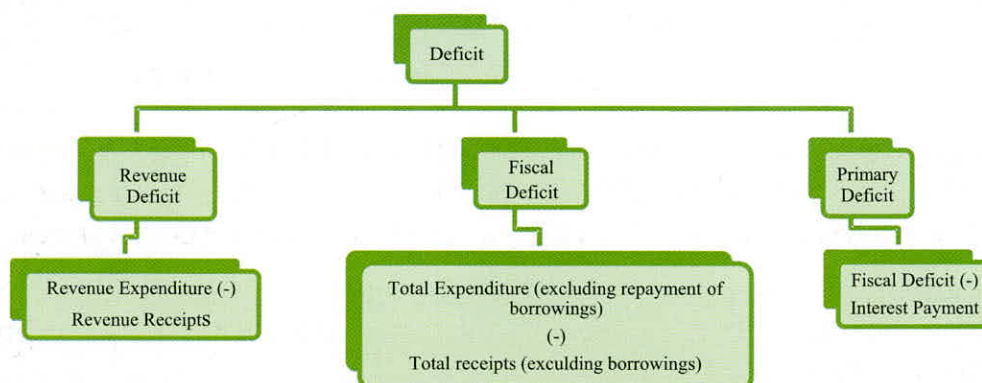 Deficit
Revenue
Deficit
Fiscal
Deficit
Primary
Deficit
Revenue Expenditure (-)
Revenue Receipts
Total Expenditure (excluding repayment of
borrowings)
(-)
Total receipts (exculding borrowings)
Fiscal Deficit (-)
Interest Payment